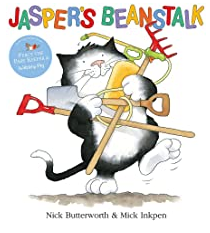 JASPER'S BEANSTALK
Nick Butterworth & Mick Inkpen